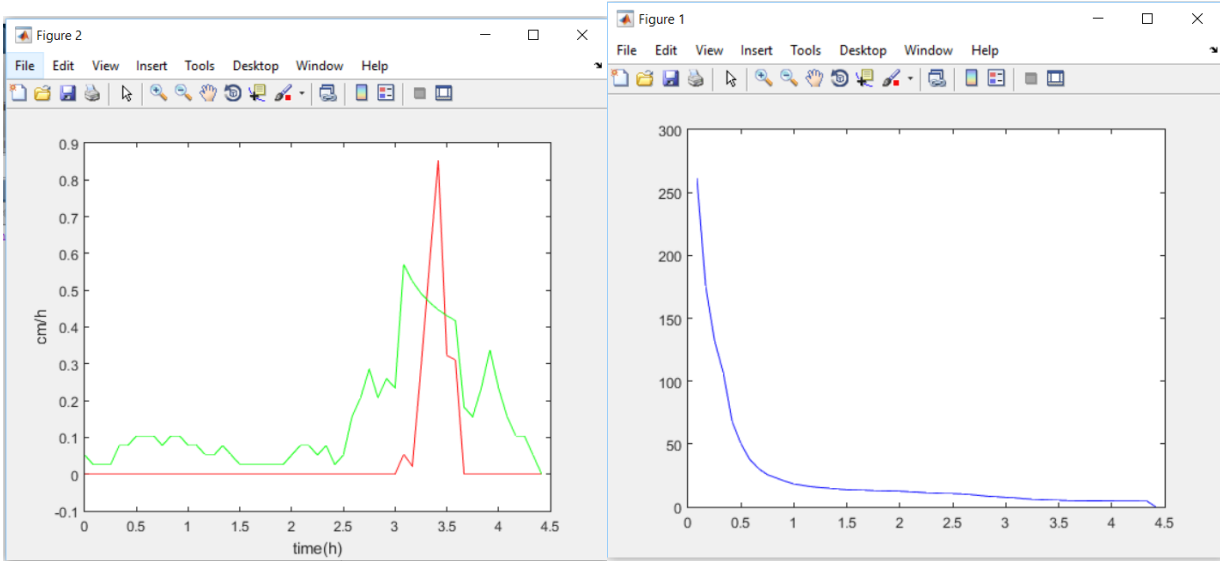 Figure 2
File Edit View Insert Tools Desktop Window Help
0.9
0.8
0.7
0.6
0.5
0.4
0.3
0.2
0.1
0
-0.1
cm/h
0 0.5 1 1.5 2 2.5 3 3.5 4 4.5
time(h)
Figure 1
File Edit View Insert Tools Desktop Window Help
300
250
200
150
100
50
0
0 0.5 1 1.5 2 2.5 3 3.5 4 4.5